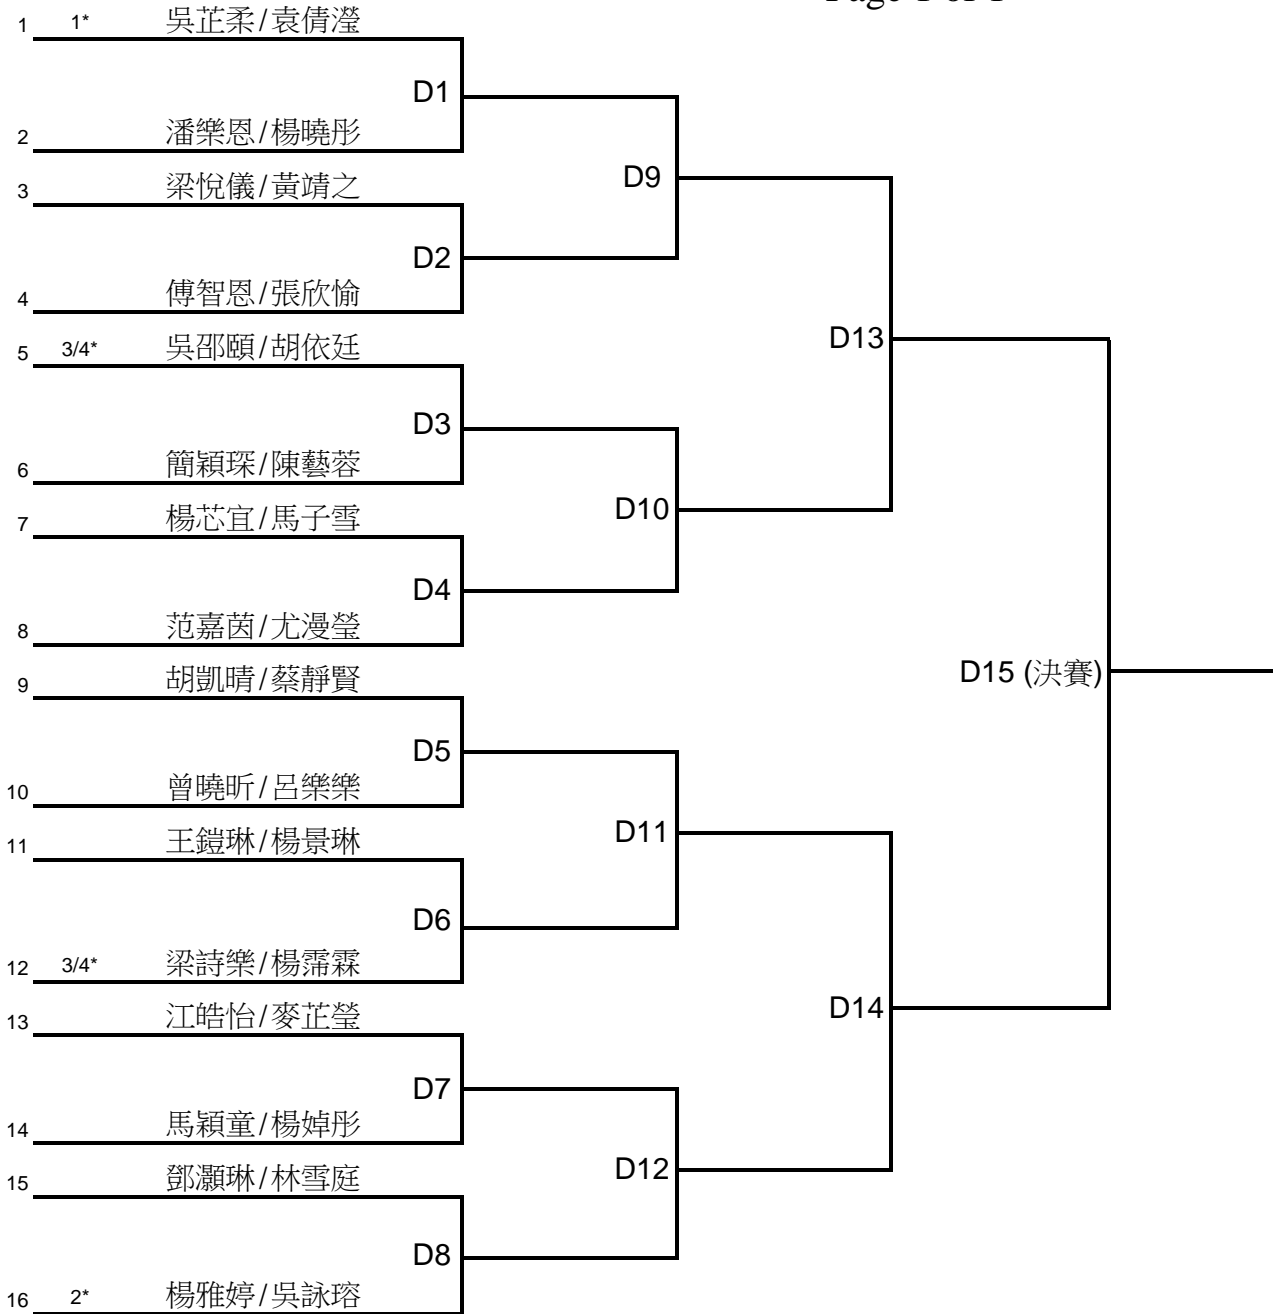 1 1* 吳芷柔/袁倩瀅
D1
2 潘樂恩/楊曉彤
D9
3 梁悅儀/黃靖之
D2
4 傅智恩/張欣愉
D13
5 3/4* 吳邵頤/胡依廷
D3
6 簡穎琛/陳藝蓉
D10
7 楊芯宜/馬子雪
D4
8 范嘉茵/尤漫瑩
D15 (決賽)
9 胡凱晴/蔡靜賢
D5
10 曾曉昕/呂樂樂
D11
11 王鎧琳/楊景琳
D6
12 3/4* 梁詩樂/楊霈霖
D14
13 江皓怡/麥芷瑩
D7
14 馬穎童/楊婥彤
D12
15 鄧灝琳/林雪庭
D8
16 2* 楊雅婷/吳詠瑢